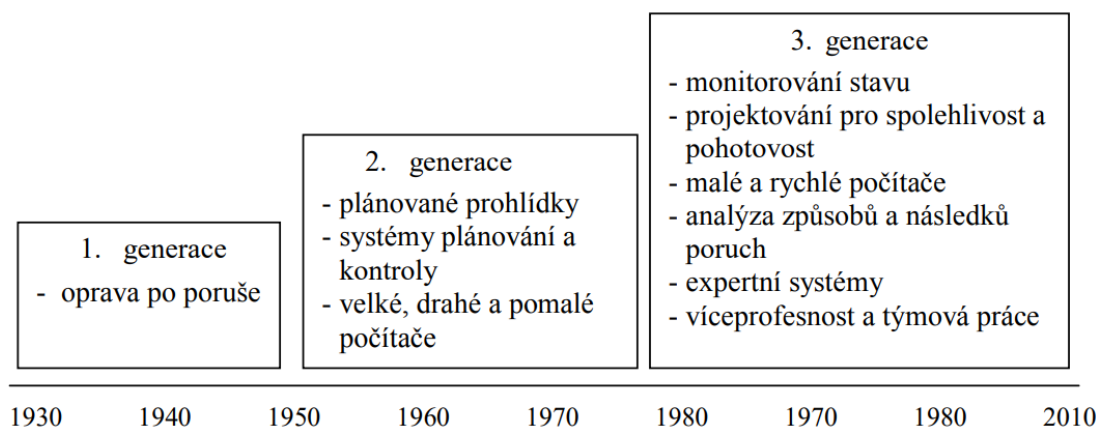 1. generace
- oprava po poruše
2. generace
- plánované prohlídky
- systémy plánování a
kontroly
- velké, drahé a pomalé
počítače
3. generace
- monitorování stavu
- projektování pro spolehlivost a
pohotovost
- malé a rychlé počítače
- analýza způsobů a následků
poruch
- expertní systémy
- víceprofesnost a týmová práce
1930 1940 1950 1960 1970 1980 1970 1980 2010